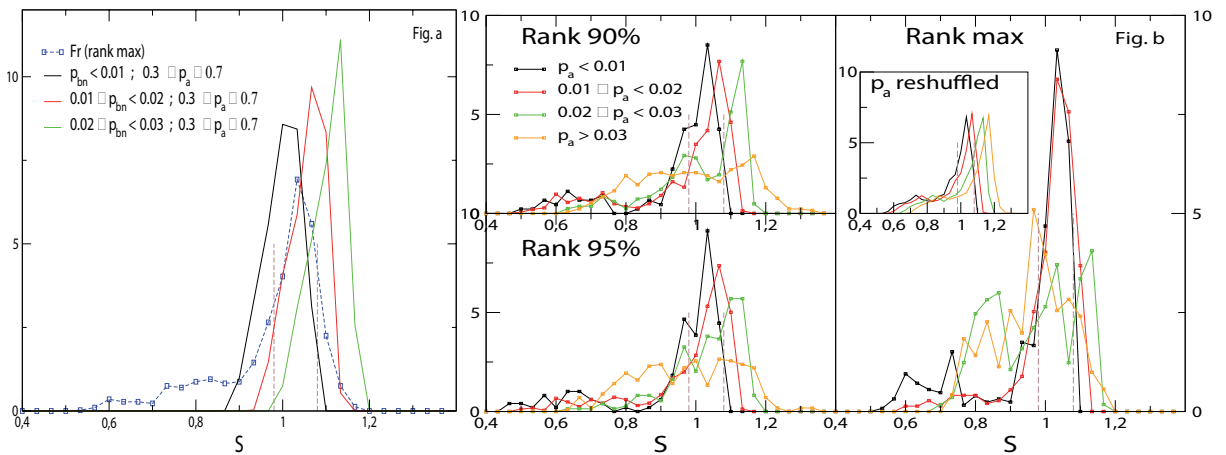 Fig. a
Fr (rank max)
p_bn < 0.01 ; 0.3 □ p_a □ 0.7
0.01 □ p_bn < 0.02 ; 0.3 □ p_a □ 0.7
0.02 □ p_bn < 0.03 ; 0.3 □ p_a □ 0.7
10
5
0
0,4 0,6 0,8 1 1,2
S
Rank 90%
p_a < 0.01
0.01 □ p_a < 0.02
0.02 □ p_a < 0.03
p_a > 0.03
10
5
10
Rank 95%
5
0
0,4 0,6 0,8 1 1,2
S
Rank max
Fig. b
p_a reshuffled
10
5
0
0,4 0,6 0,8 1 1,2
10
5
0
0,4 0,6 0,8 1 1,2
S